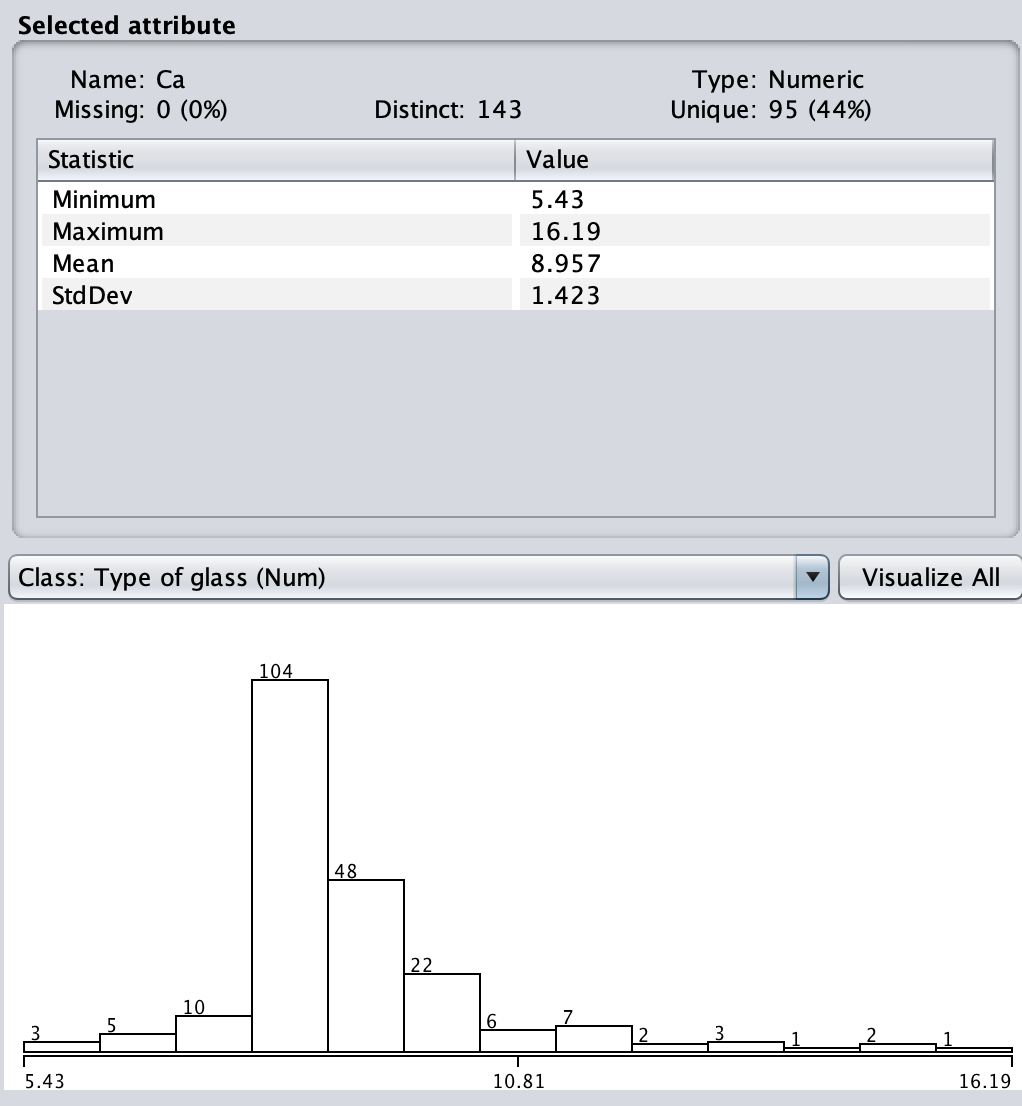 Selected attribute
Name: Ca Type: Numeric
Missing: 0 (0%) Distinct: 143 Unique: 95 (44%)
Statistic Value
Minimum 5.43
Maximum 16.19
Mean 8.957
StdDev 1.423
Class: Type of glass (Num) Visualize All
104
48
22
10
7
6
5
3
2
3
1
2
1
5.43 10.81 16.19